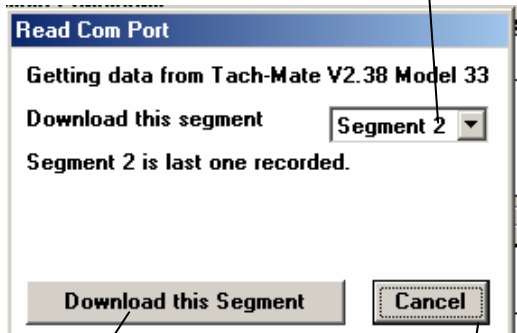 Read Com Port
Getting data from Tach-Mate V2.38 Model 33
Download this segment Segment 2
Segment 2 is last one recorded.
Download this Segment Cancel